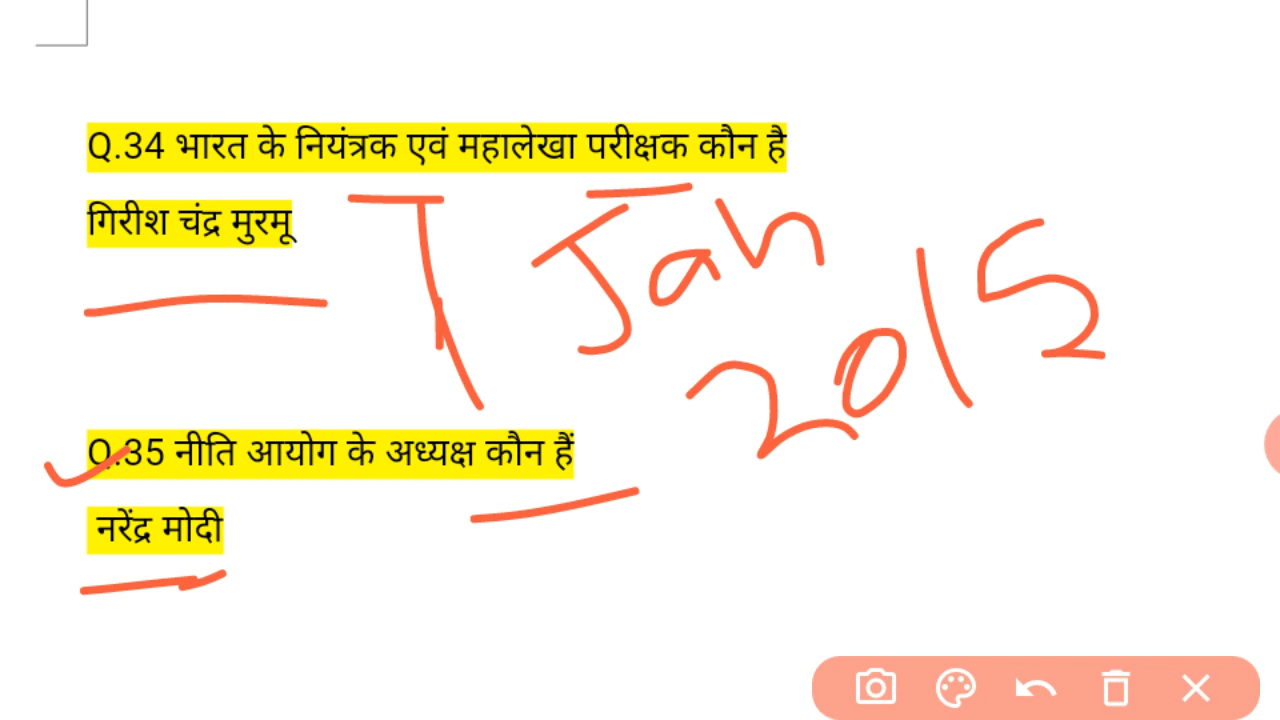 Q.34 भारत के नियंत्रक एवं महालेखा परीक्षक कौन है
गिरीश चंद्र मुरमू
1 Jan
2015
Q.35 नीति आयोग के अध्यक्ष कौन हैं
नरेंद्र मोदी